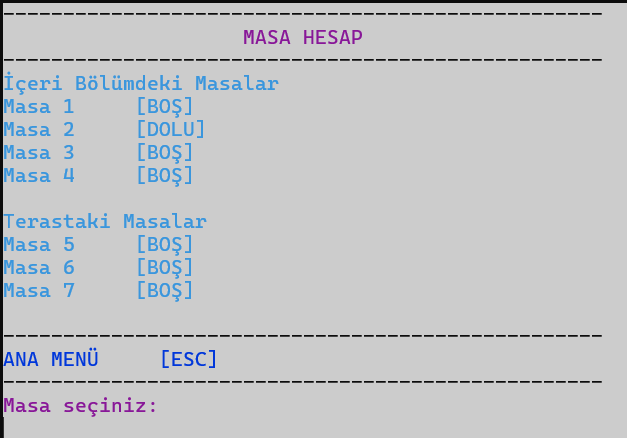 --------------------------------------------------
MASA HESAP
--------------------------------------------------
İçeri Bölümdeki Masalar
Masa 1     [BOŞ]
Masa 2     [DOLU]
Masa 3     [BOŞ]
Masa 4     [BOŞ]
Terastaki Masalar
Masa 5     [BOŞ]
Masa 6     [BOŞ]
Masa 7     [BOŞ]
--------------------------------------------------
ANA MENÜ     [ESC]
--------------------------------------------------
Masa seçiniz: